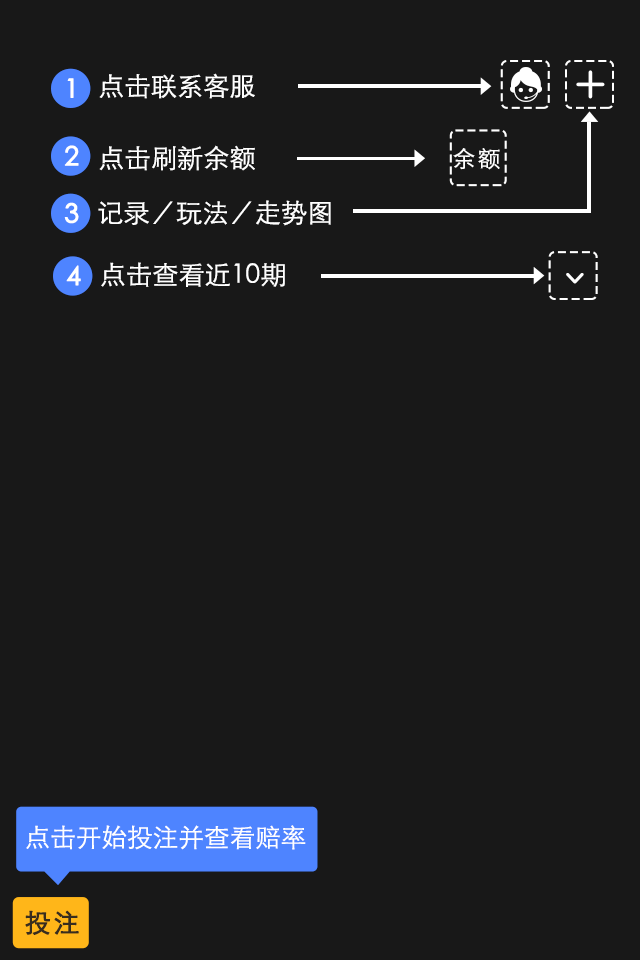 1 点击联系客服
2 点击刷新余额 余额
3 记录／玩法／走势图
4 点击查看近10期
点击开始投注并查看赔率
投注